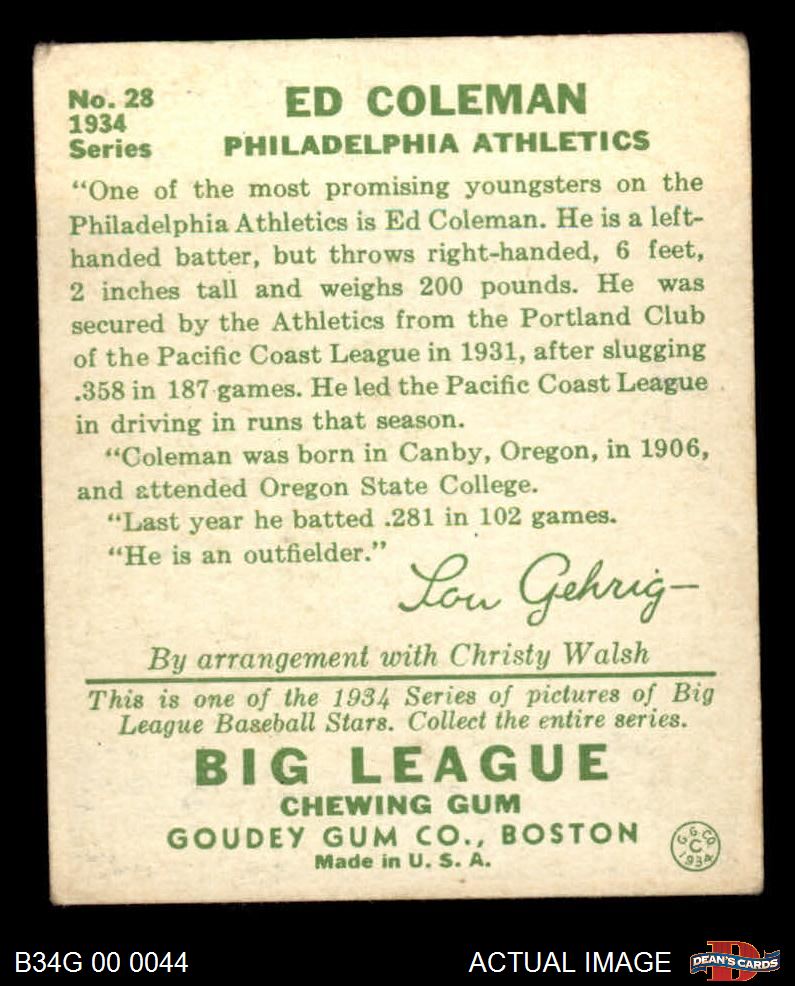 No. 28
1934
Series
ED COLEMAN
PHILADELPHIA ATHLETICS
"One of the most promising youngsters on the
Philadelphia Athletics is Ed Coleman. He is a left-
handed batter, but throws right-handed, 6 feet,
2 inches tall and weighs 200 pounds. He was
secured by the Athletics from the Portland Club
of the Pacific Coast League in 1931, after slugging
.358 in 187 games. He led the Pacific Coast League
in driving in runs that season.
"Coleman was born in Canby, Oregon, in 1906,
and attended Oregon State College.
"Last year he batted .281 in 102 games.
"He is an outfielder."
Lou Gehrig—
By arrangement with Christy Walsh
This is one of the 1934 Series of pictures of Big
League Baseball Stars. Collect the entire series.
BIG LEAGUE
CHEWING GUM
GOUDEY GUM CO., BOSTON
Made in U. S. A.
G. G. CO.
C
1934
B34G 00 0044
ACTUAL IMAGE
D
DEAN'S CARDS